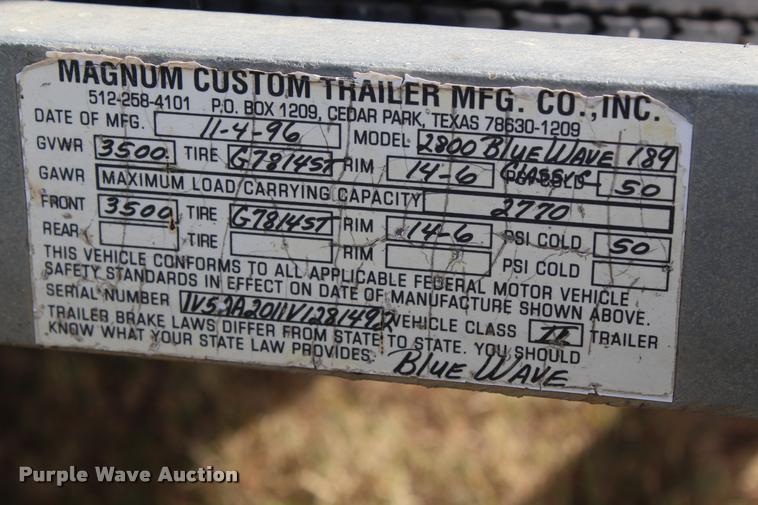 MAGNUM CUSTOM TRAILER MFG. CO., INC.
512-258-4101 P.O. BOX 1209, CEDAR PARK, TEXAS 78630-1209
DATE OF MFG. 11-4-96 MODEL 2800 BLUE WAVE 189 CLASSIC
GVWR 3500 TIRE G7814ST RIM 14-6 PSI COLD 50
GAWR MAXIMUM LOAD CARRYING CAPACITY 2770
FRONT 3500 TIRE G7814ST RIM 14-6 PSI COLD 50
REAR TIRE RIM PSI COLD
THIS VEHICLE CONFORMS TO ALL APPLICABLE FEDERAL MOTOR VEHICLE
SAFETY STANDARDS IN EFFECT ON DATE OF MANUFACTURE SHOWN ABOVE.
SERIAL NUMBER VEHICLE CLASS II TRAILER
TRAILER BRAKE LAWS DIFFER FROM STATE TO STATE. YOU SHOULD
KNOW WHAT YOUR STATE LAW PROVIDES. BLUE WAVE
Purple Wave Auction